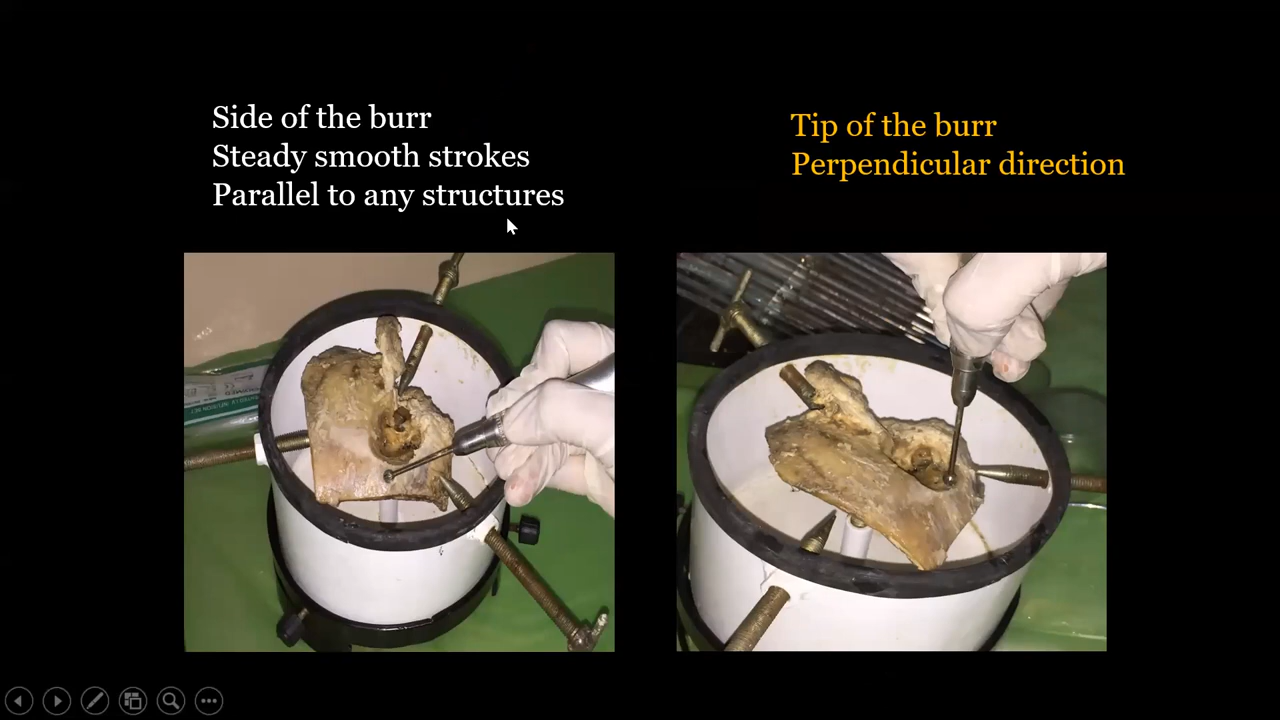 Side of the burr
Steady smooth strokes
Parallel to any structures
Tip of the burr
Perpendicular direction